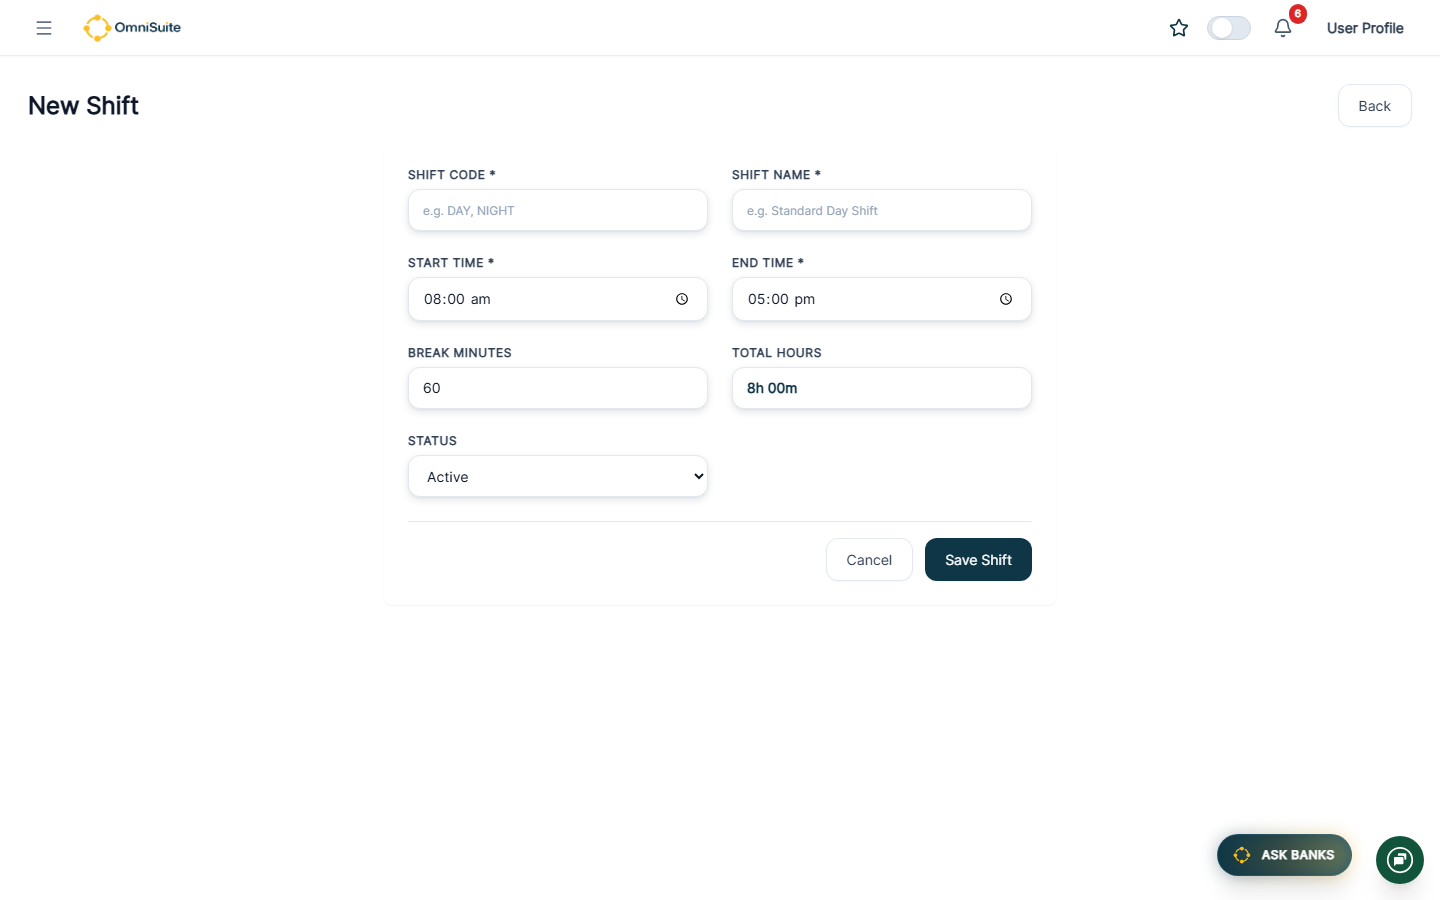 OmniSuite
6
User Profile
New Shift
Back
SHIFT CODE *
SHIFT NAME *
e.g. DAY, NIGHT
e.g. Standard Day Shift
START TIME *
END TIME *
08:00 am
05:00 pm
BREAK MINUTES
TOTAL HOURS
60
8h 00m
STATUS
Active
Cancel
Save Shift
ASK BANKS